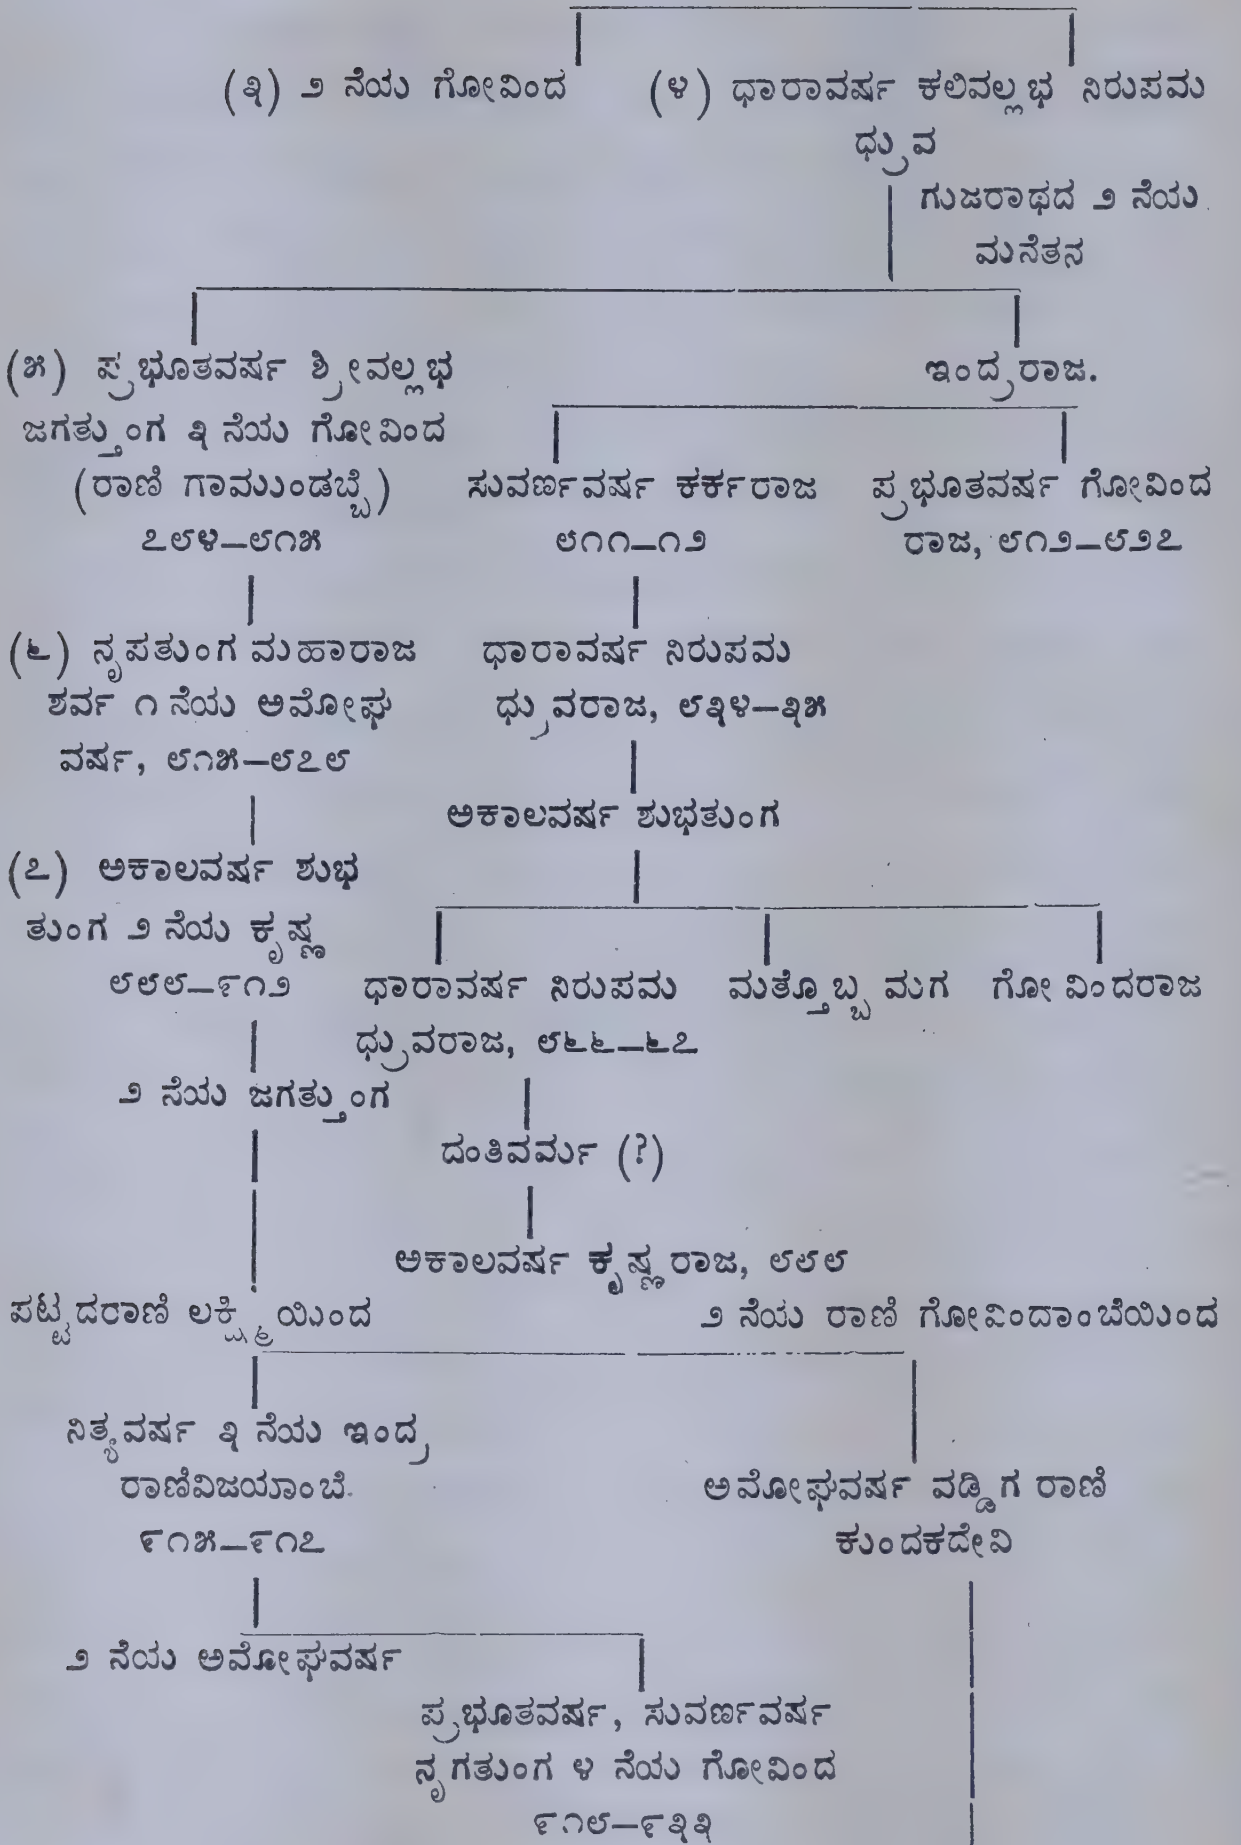 (೩) ೨ ನೆಯ ಗೋವಿಂದ (೪) ಧಾರಾವರ್ಷ ಕಲಿವಲ್ಲಭ ನಿರುಪಮ
ಧ್ರುವ
ಗುಜರಾಥದ ೨ ನೆಯ
ಮನೆತನ
(೫) ಪ್ರಭೂತವರ್ಷ ಶ್ರೀವಲ್ಲಭ ಇಂದ್ರರಾಜ.
ಜಗತ್ತುಂಗ ೩ ನೆಯ ಗೋವಿಂದ
(ರಾಣಿ ಗಾಮುಂಡಬ್ಬೆ) ಸುವರ್ಣವರ್ಷ ಕರ್ಕರಾಜ ಪ್ರಭೂತವರ್ಷ ಗೋವಿಂದ
೭೮೪—೮೧೫ ೮೧೧—೧೨ ರಾಜ, ೮೧೨—೮೨೭
(೬) ನೃಪತುಂಗ ಮಹಾರಾಜ ಧಾರಾವರ್ಷ ನಿರುಪಮ
ಶರ್ವ ೧ ನೆಯ ಅಮೋಘ ಧ್ರುವರಾಜ, ೮೩೪—೩೫
ವರ್ಷ, ೮೧೫—೮೭೮
ಅಕಾಲವರ್ಷ ಶುಭತುಂಗ
(೭) ಅಕಾಲವರ್ಷ ಶುಭ
ತುಂಗ ೨ ನೆಯ ಕೃಷ್ಣ
೮೮೮—೯೧೨ ಧಾರಾವರ್ಷ ನಿರುಪಮ ಮತ್ತೊಬ್ಬ ಮಗ ಗೋವಿಂದರಾಜ
ಧ್ರುವರಾಜ, ೮೬೬—೬೭
೨ ನೆಯ ಜಗತ್ತುಂಗ
ದಂತಿವರ್ಮ (?)
ಅಕಾಲವರ್ಷ ಕೃಷ್ಣರಾಜ, ೮೮೮
ಪಟ್ಟದರಾಣಿ ಲಕ್ಷ್ಮಿಯಿಂದ ೨ ನೆಯ ರಾಣಿ ಗೋವಿಂದಾಂಬೆಯಿಂದ
ನಿತ್ಯವರ್ಷ ೩ ನೆಯ ಇಂದ್ರ
ರಾಣಿವಿಜಯಾಂಬೆ. ಅಮೋಘವರ್ಷ ವಡ್ಡಿಗ ರಾಣಿ
೯೧೫—೯೧೭ ಕುಂದಕದೇವಿ
೨ ನೆಯ ಅಮೋಘವರ್ಷ
ಪ್ರಭೂತವರ್ಷ, ಸುವರ್ಣವರ್ಷ
ನೃಗತುಂಗ ೪ ನೆಯ ಗೋವಿಂದ
೯೧೮—೯೩೩